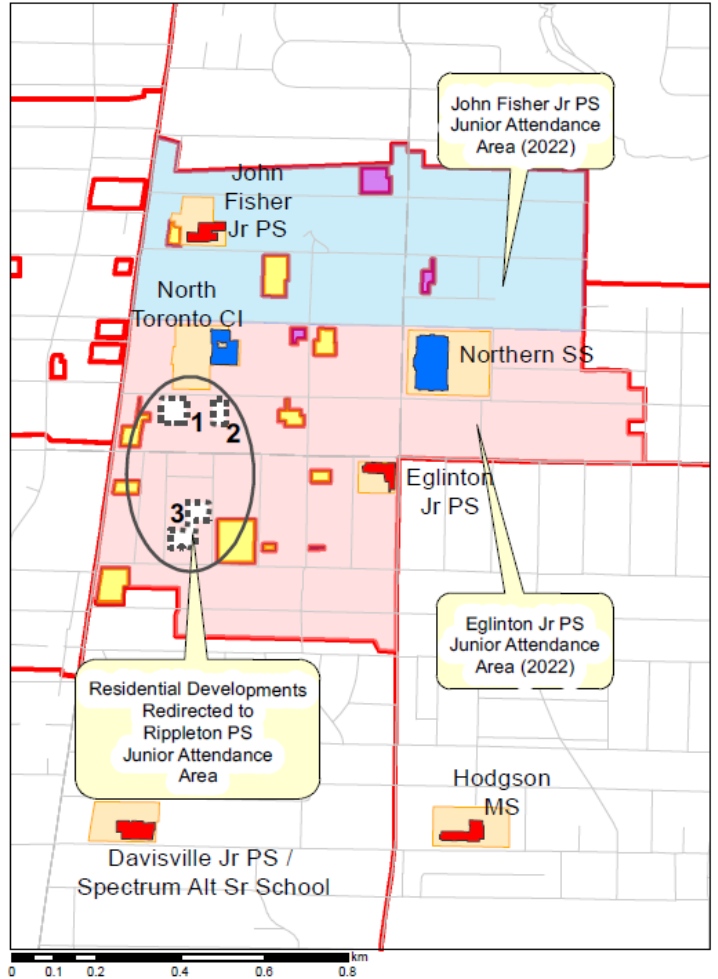 John Fisher Jr PS
Junior Attendance
Area (2022)
John
Fisher
Jr PS
North
Toronto CI
Northern SS
1
2
Eglinton
Jr PS
3
Eglinton Jr PS
Junior Attendance
Area (2022)
Residential Developments
Redirected to
Rippleton PS
Junior Attendance
Area
Hodgson
MS
Davisville Jr PS /
Spectrum Alt Sr School
km
0 0.1 0.2 0.4 0.6 0.8